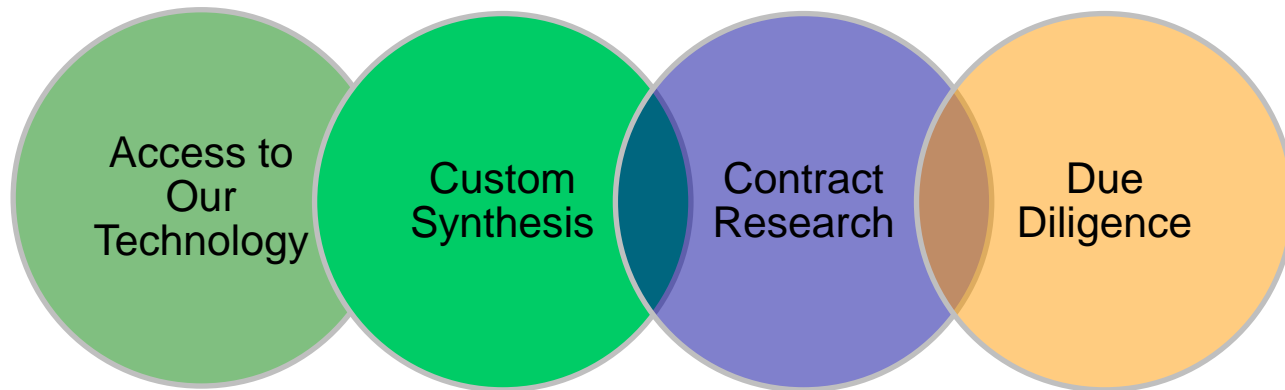 Access to
Our
Technology
Custom
Synthesis
Contract
Research
Due
Diligence